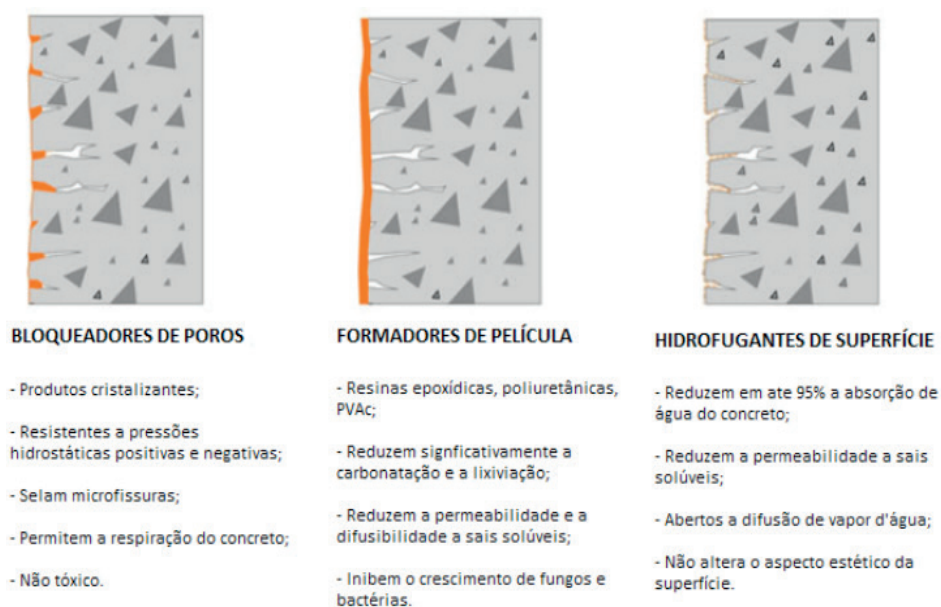 BLOQUEADORES DE POROS
- Produtos cristalizantes;
- Resistentes a pressões
hidrostáticas positivas e negativas;
- Selam microfissuras;
- Permitem a respiração do concreto;
- Não tóxico.
FORMADORES DE PELÍCULA
- Resinas epoxídicas, poliuretânicas,
PVAc;
- Reduzem signficativamente a
carbonatação e a lixiviação;
- Reduzem a permeabilidade e a
difusibilidade a sais solúveis;
- Inibem o crescimento de fungos e
bactérias.
HIDROFUGANTES DE SUPERFÍCIE
- Reduzem em ate 95% a absorção de
água do concreto;
- Reduzem a permeabilidade a sais
solúveis;
- Abertos a difusão de vapor d'água;
- Não altera o aspecto estético da
superfície.